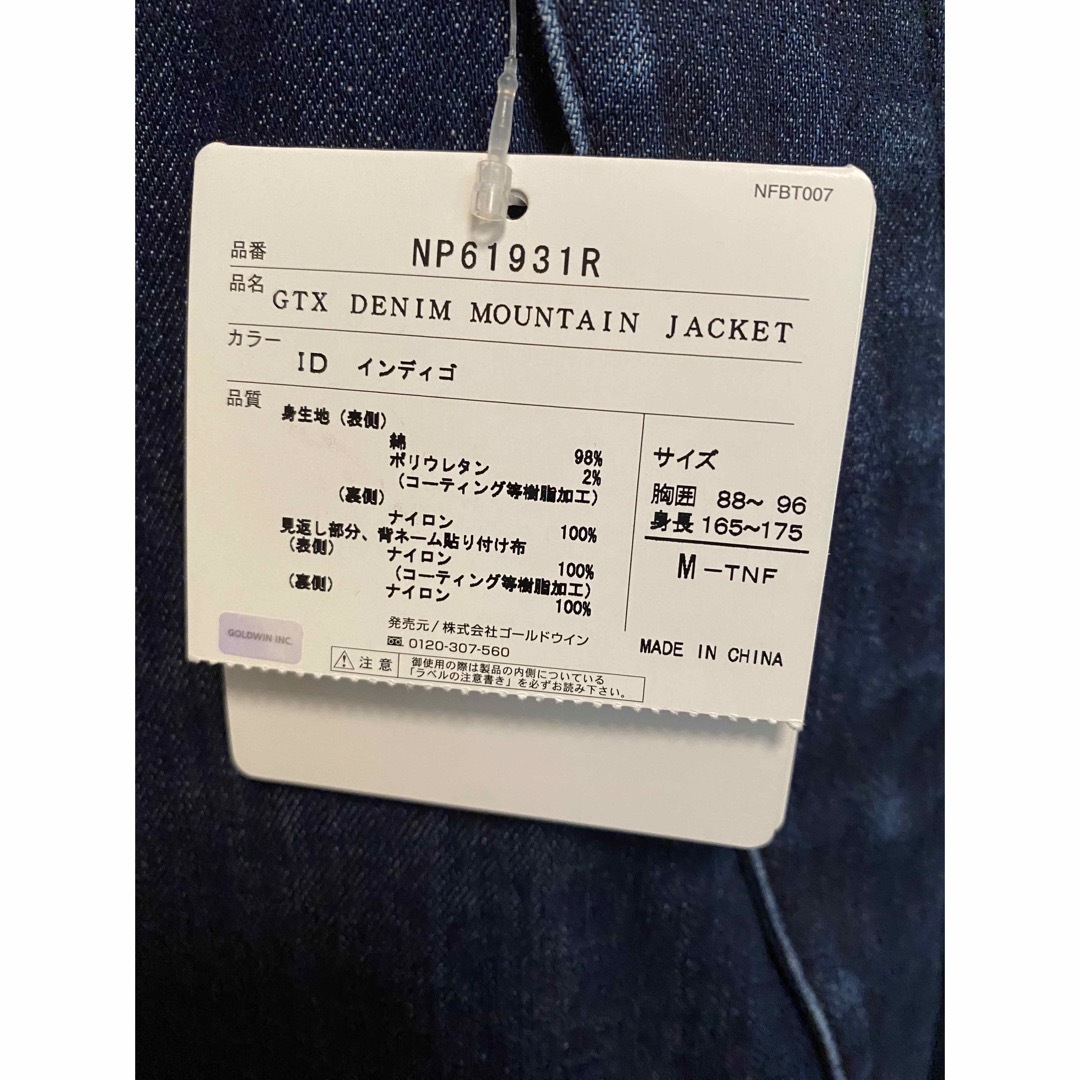 NFBT007
品番 NP61931R
品名 GTX DENIM MOUNTAIN JACKET
カラー ID インディゴ
品質
身生地(表側)
綿 98%
ポリウレタン 2%
(コーティング等樹脂加工)
(裏側)
ナイロン 100%
見返し部分、背ネーム貼り付け布
(表側) ナイロン 100%
(コーティング等樹脂加工)
(裏側) ナイロン 100%
サイズ
胸囲 88~ 96
身長 165~175
M-TNF
GOLDWIN INC.
発売元/株式会社ゴールドウイン
0120-307-560
MADE IN CHINA
注意
御使用の際は製品の内側についている
「ラベルの注意書き」を必ずお読み下さい。